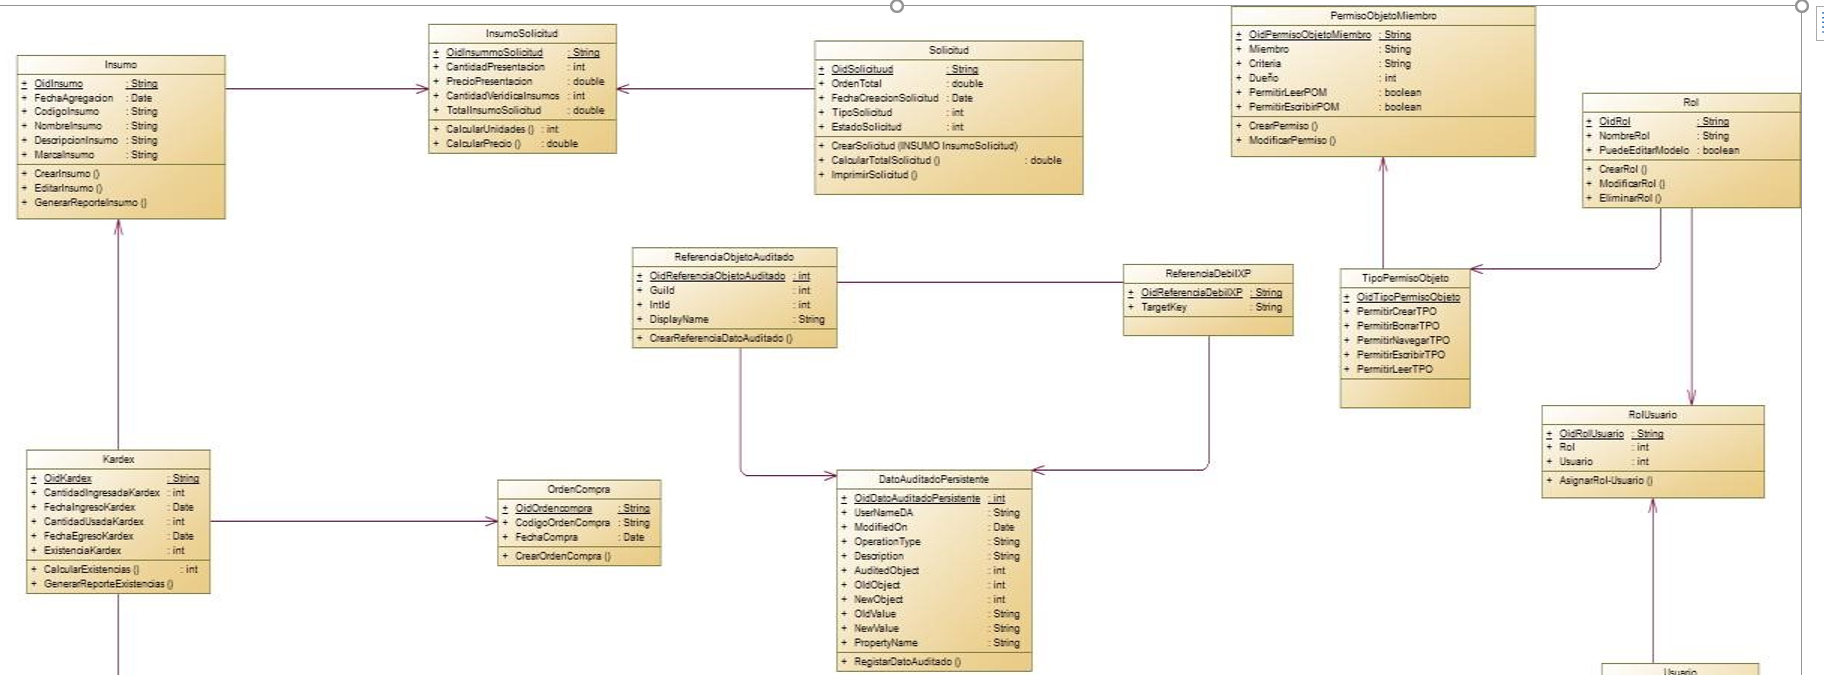 Insumo
+ OidInsumo : String
+ FechaAgregacion : Date
+ CodigoInsumo : String
+ NombreInsumo : String
+ DescripcionInsumo : String
+ MarcaInsumo : String
+ CrearInsumo ()
+ EditarInsumo ()
+ GenerarReporteInsumo ()
InsumoSolicitud
+ OidInsummoSolicitud : String
+ CantidadPresentacion : int
+ PrecioPresentacion : double
+ CantidadVeridicaInsumos : int
+ TotalInsumoSolicitud : double
+ CalcularUnidades () : int
+ CalcularPrecio () : double
Solicitud
+ OidSolicituud : String
+ OrdenTotal : double
+ FechaCreacionSolicitud : Date
+ TipoSolicitud : int
+ EstadoSolicitud : int
+ CrearSolicitud (INSUMO InsumoSolicitud)
+ CalcularTotalSolicitud () : double
+ ImprimirSolicitud ()
PermisoObjetoMiembro
+ OidPermisoObjetoMiembro : String
+ Miembro : String
+ Criteria : String
+ Dueño : int
+ PermitirLeerPOM : boolean
+ PermitirEscribirPOM : boolean
+ CrearPermiso ()
+ ModificarPermiso ()
Rol
+ OidRol : String
+ NombreRol : String
+ PuedeEditarModelo : boolean
+ CrearRol ()
+ ModificarRol ()
+ EliminarRol ()
ReferenciaObjetoAuditado
+ OidReferenciaObjetoAuditado : int
+ GuiId : int
+ IntId : int
+ DisplayName : String
+ CrearReferenciaDatoAuditado ()
ReferenciaDebilXP
+ OidReferenciaDebilXP : String
+ TargetKey : String
TipoPermisoObjeto
+ OidTipoPermisoObjeto
+ PermitirCrearTPO
+ PermitirBorrarTPO
+ PermitirNavegarTPO
+ PermitirEscribirTPO
+ PermitirLeerTPO
RolUsuario
+ OidRolUsuario : String
+ Rol : int
+ Usuario : int
+ AsignarRol-Usuario ()
Kardex
+ OidKardex : String
+ CantidadIngresadaKardex : int
+ FechaIngresoKardex : Date
+ CantidadUsadaKardex : int
+ FechaEgresoKardex : Date
+ ExistenciaKardex : int
+ CalcularExistencias () : int
+ GenerarReporteExistencias ()
OrdenCompra
+ OidOrdencompra : String
+ CodigoOrdenCompra : String
+ FechaCompra : Date
+ CrearOrdenCompra ()
DatoAuditadoPersistente
+ OidDatoAuditadoPersistente : int
+ UserNameDA : String
+ ModifiedOn : Date
+ OperationType : String
+ Description : String
+ AuditedObject : int
+ OldObject : int
+ NewObject : int
+ OldValue : String
+ NewValue : String
+ PropertyName : String
+ RegistarDatoAuditado ()
Usuario